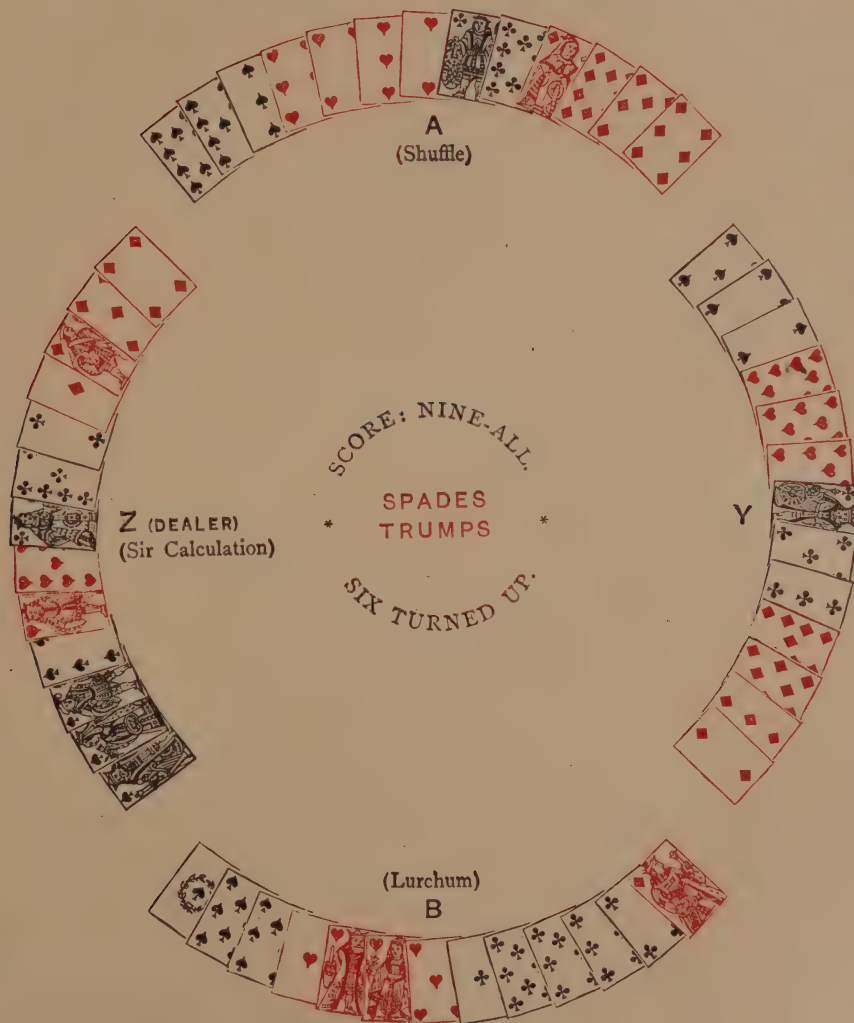 A
(Shuffle)
SCORE: NINE-ALL.
Z (DEALER)
(Sir Calculation)
* SPADES *
TRUMPS
Y
SIX TURNED UP.
(Lurchum)
B